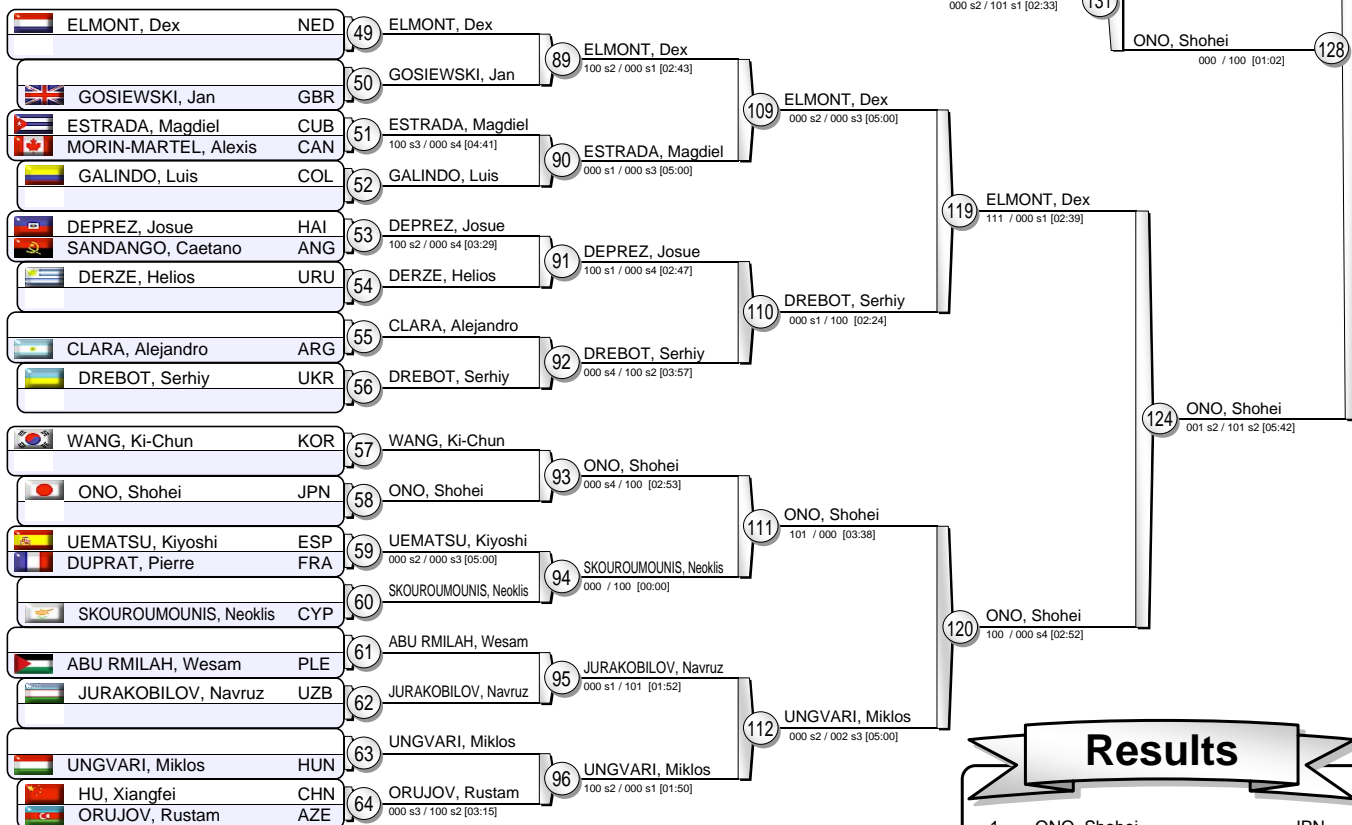 000 s2 / 101 s1 [02:33]
131
ONO, Shohei
000 / 100 [01:02]
128
ELMONT, Dex NED
49
ELMONT, Dex
GOSIEWSKI, Jan GBR
50
GOSIEWSKI, Jan
89
ELMONT, Dex
100 s2 / 000 s1 [02:43]
ESTRADA, Magdiel CUB
MORIN-MARTEL, Alexis CAN
51
ESTRADA, Magdiel
100 s3 / 000 s4 [04:41]
GALINDO, Luis COL
52
GALINDO, Luis
90
ESTRADA, Magdiel
000 s1 / 000 s3 [05:00]
109
ELMONT, Dex
000 s2 / 000 s3 [05:00]
DEPREZ, Josue HAI
SANDANGO, Caetano ANG
53
DEPREZ, Josue
100 s2 / 000 s4 [03:29]
DERZE, Helios URU
54
DERZE, Helios
91
DEPREZ, Josue
100 s1 / 000 s4 [02:47]
CLARA, Alejandro ARG
55
CLARA, Alejandro
DREBOT, Serhiy UKR
56
DREBOT, Serhiy
92
DREBOT, Serhiy
000 s4 / 100 s2 [03:57]
110
DREBOT, Serhiy
000 s1 / 100 [02:24]
119
ELMONT, Dex
111 / 000 s1 [02:39]
WANG, Ki-Chun KOR
57
WANG, Ki-Chun
ONO, Shohei JPN
58
ONO, Shohei
93
ONO, Shohei
000 s4 / 100 [02:53]
UEMATSU, Kiyoshi ESP
DUPRAT, Pierre FRA
59
UEMATSU, Kiyoshi
000 s2 / 000 s3 [05:00]
SKOUROUMOUNIS, Neoklis CYP
60
SKOUROUMOUNIS, Neoklis
94
SKOUROUMOUNIS, Neoklis
000 / 100 [00:00]
111
ONO, Shohei
101 / 000 [03:38]
ABU RMILAH, Wesam PLE
61
ABU RMILAH, Wesam
JURAKOBILOV, Navruz UZB
62
JURAKOBILOV, Navruz
95
JURAKOBILOV, Navruz
000 s1 / 101 [01:52]
UNGVARI, Miklos HUN
63
UNGVARI, Miklos
HU, Xiangfei CHN
ORUJOV, Rustam AZE
64
ORUJOV, Rustam
000 s3 / 100 s2 [03:15]
96
UNGVARI, Miklos
100 s2 / 000 s1 [01:50]
112
UNGVARI, Miklos
000 s2 / 002 s3 [05:00]
120
ONO, Shohei
100 / 000 s4 [02:52]
124
ONO, Shohei
001 s2 / 101 s2 [05:42]
Results
1 ONO, Shohei JPN